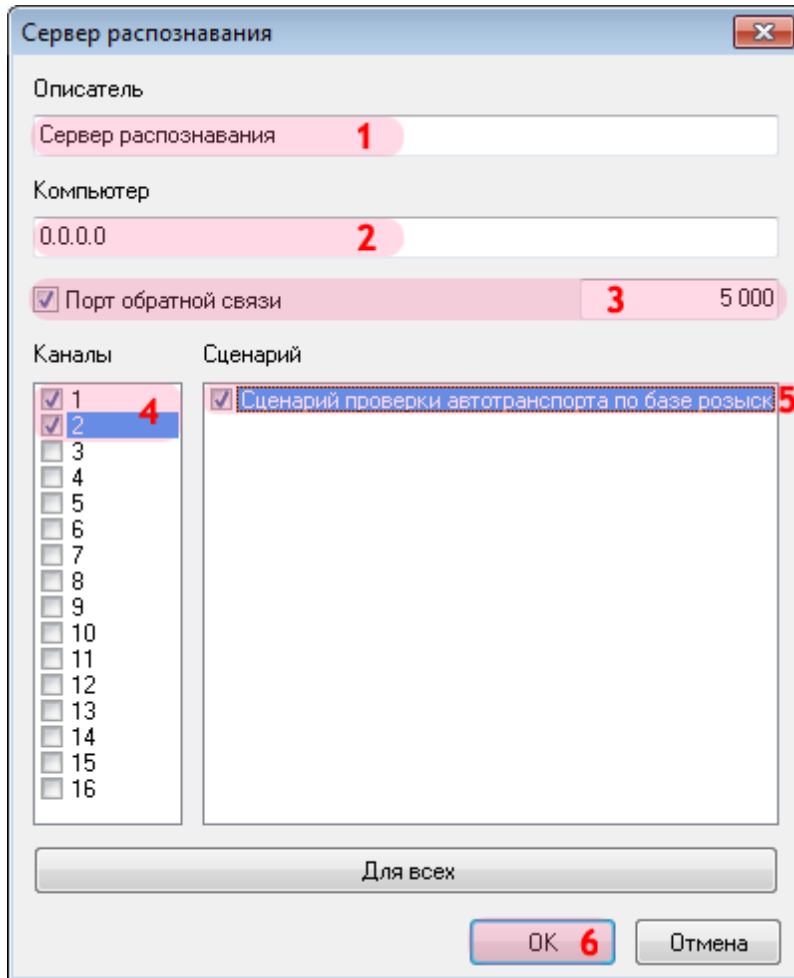 Сервер распознавания
Описатель
Сервер распознавания 1
Компьютер
0.0.0.0 2
Порт обратной связи 3 5 000
Каналы Сценарий
1 4 Сценарий проверки автотранспорта по базе розыск 5
2
3
4
5
6
7
8
9
10
11
12
13
14
15
16
Для всех
OK 6 Отмена